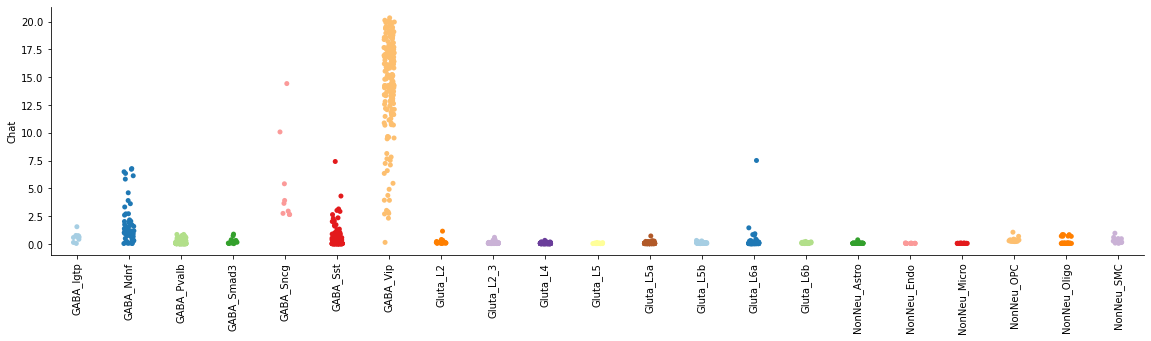 20.0
17.5
15.0
12.5
10.0
7.5
5.0
2.5
0.0
Chat
GABA_Igtp
GABA_Ndnf
GABA_Pvalb
GABA_Smad3
GABA_Sncg
GABA_Sst
GABA_Vip
Gluta_L2
Gluta_L2_3
Gluta_L4
Gluta_L5
Gluta_L5a
Gluta_L5b
Gluta_L6a
Gluta_L6b
NonNeu_Astro
NonNeu_Endo
NonNeu_Micro
NonNeu_OPC
NonNeu_Oligo
NonNeu_SMC